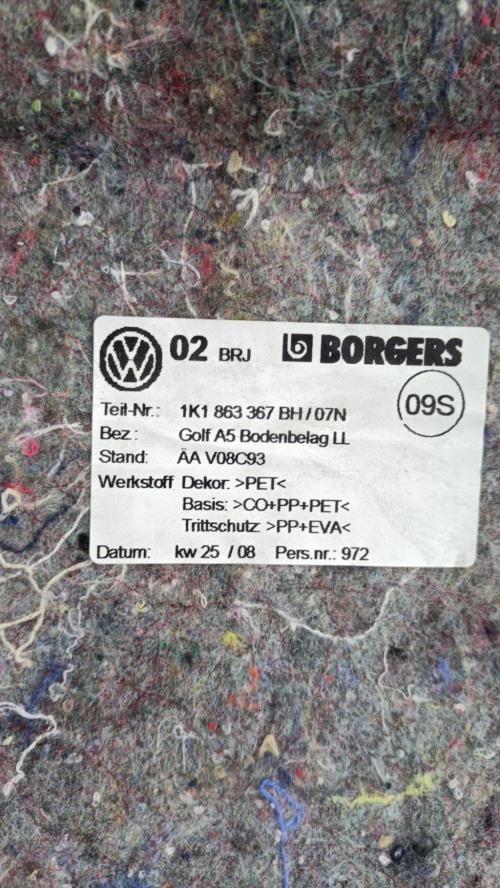 VW 02 BRJ BORGERS
09S
Teil-Nr.: 1K1 863 367 BH / 07N
Bez.: Golf A5 Bodenbelag LL
Stand: ÄA V08C93
Werkstoff Dekor: >PET<
Basis: >CO+PP+PET<
Trittschutz: >PP+EVA<
Datum: kw 25 / 08 Pers.nr.: 972